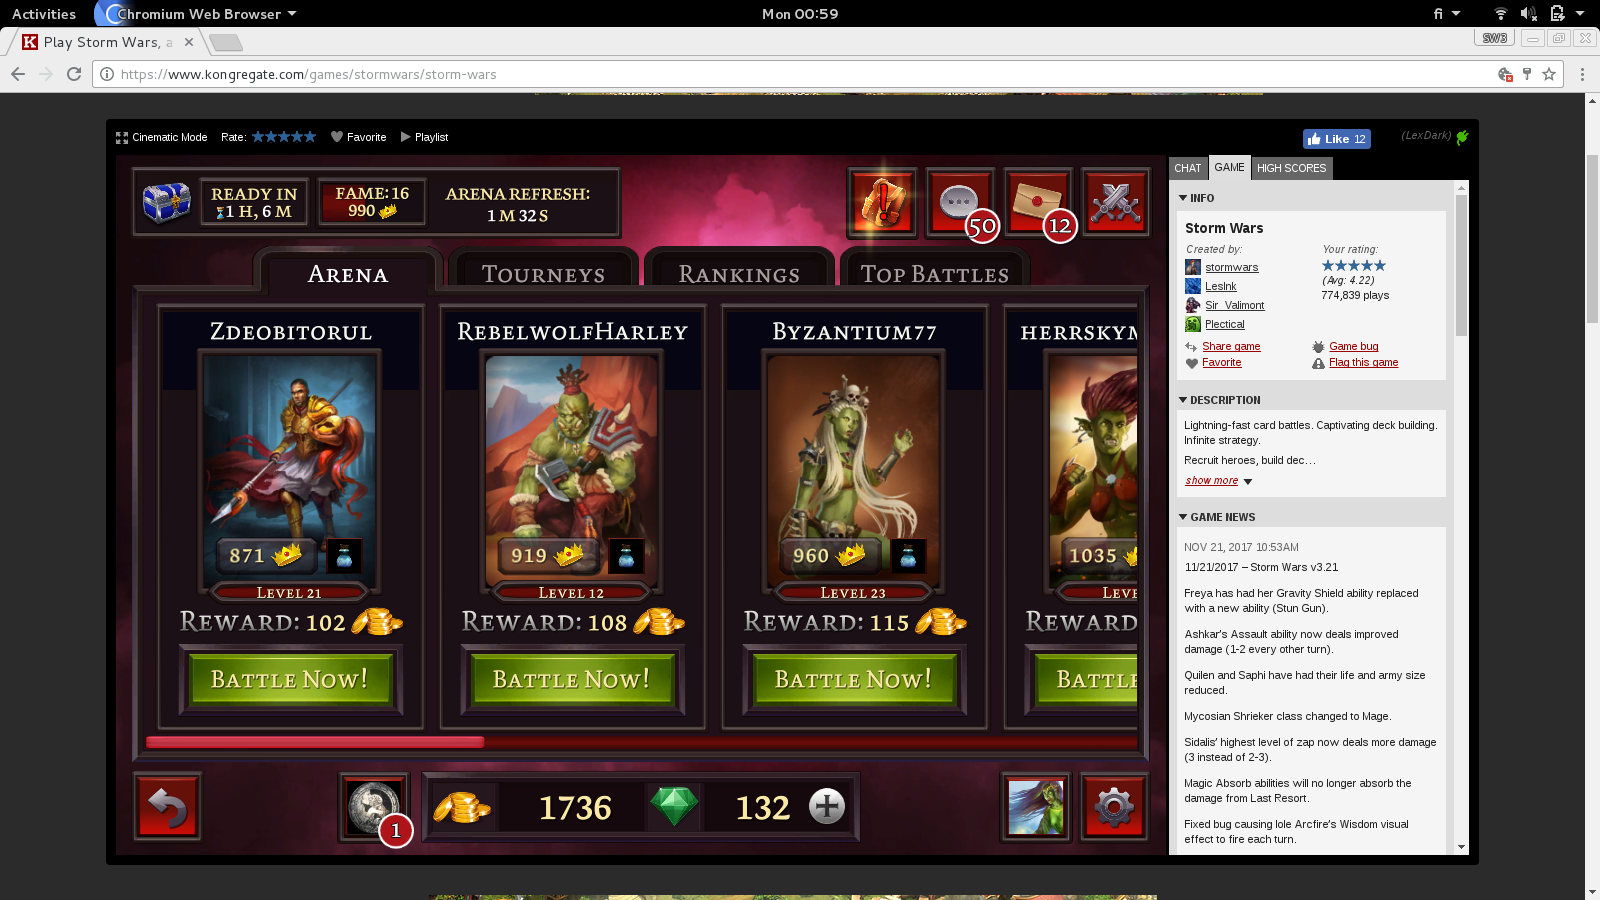 Activities
Chromium Web Browser
Mon 00:59
fi
Play Storm Wars, a
SW3
https://www.kongregate.com/games/stormwars/storm-wars
Cinematic Mode
Rate:
Favorite
Playlist
Like 12
(LexDark)
READY IN
1 H, 6 M
FAME: 16
990
ARENA REFRESH:
1 M 32 S
50
12
CHAT
GAME
HIGH SCORES
ARENA
TOURNEYS
RANKINGS
TOP BATTLES
ZDEOBITORUL
871
LEVEL 21
REWARD: 102
BATTLE NOW!
REBELWOLFHARLEY
919
LEVEL 12
REWARD: 108
BATTLE NOW!
BYZANTIUM77
960
LEVEL 23
REWARD: 115
BATTLE NOW!
HERRSKYM
1035
LEVE
REWARD
BATTL
1
1736
132
INFO
Storm Wars
Created by:
stormwars
LesInk
Sir_Valimont
Plectical
Your rating:
(Avg: 4.22)
774,839 plays
Share game
Game bug
Favorite
Flag this game
DESCRIPTION
Lightning-fast card battles. Captivating deck building.
Infinite strategy.
Recruit heroes, build dec…
show more
GAME NEWS
NOV 21, 2017 10:53AM
11/21/2017 – Storm Wars v3.21
Freya has had her Gravity Shield ability replaced
with a new ability (Stun Gun).
Ashkar's Assault ability now deals improved
damage (1-2 every other turn).
Quilen and Saphi have had their life and army size
reduced.
Mycosian Shrieker class changed to Mage.
Sidalis' highest level of zap now deals more damage
(3 instead of 2-3).
Magic Absorb abilities will no longer absorb the
damage from Last Resort.
Fixed bug causing Iole Arcfire's Wisdom visual
effect to fire each turn.